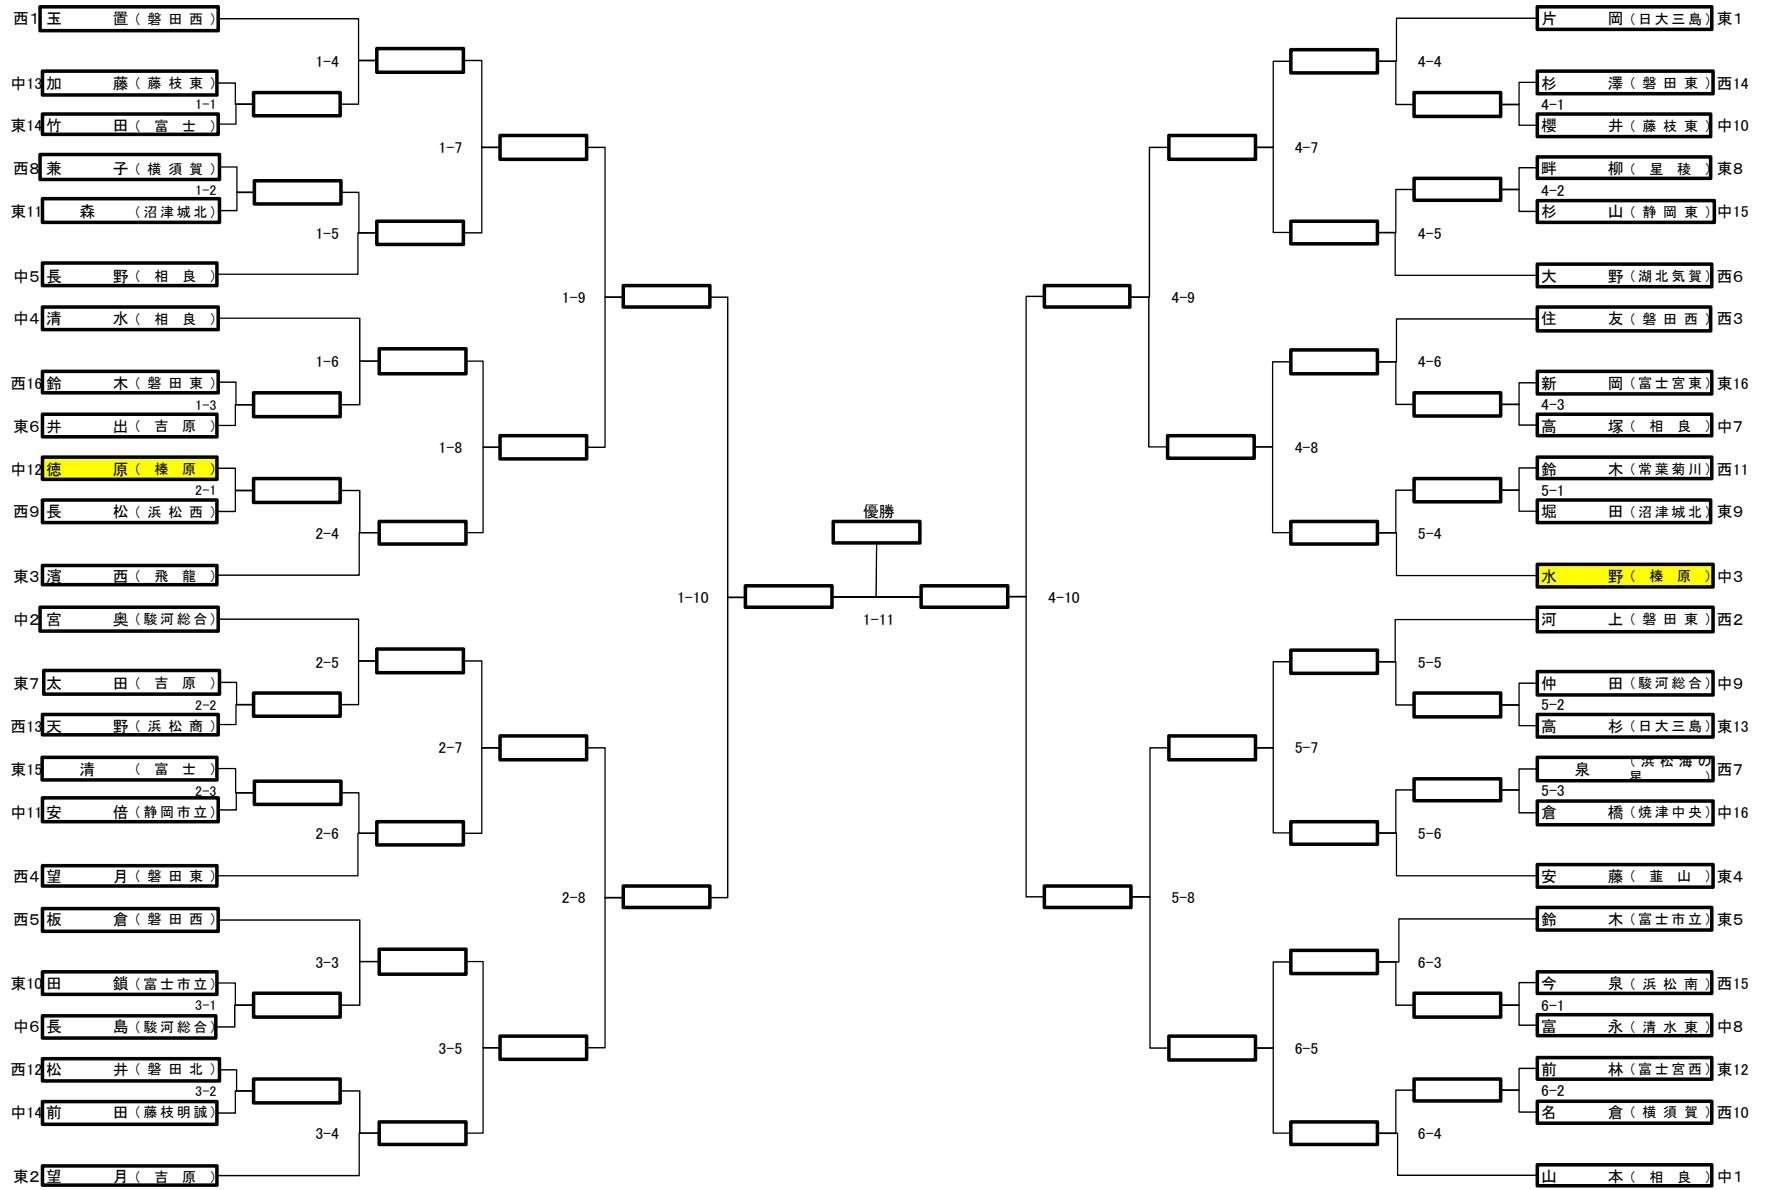 西1 玉置(磐田西)
1-4
中13 加藤(藤枝東)
1-1
東14 竹田(富士)
1-7
西8 兼子(横須賀)
1-2
東11 森(沼津城北)
1-5
中5 長野(相良)
1-9
中4 清水(相良)
1-6
西16 鈴木(磐田東)
1-3
東6 井出(吉原)
1-8
中12 徳原(榛原)
2-1
西9 長松(浜松西)
2-4
東3 濱西(飛龍)
1-10
中2 宮奥(駿河総合)
2-5
東7 太田(吉原)
2-2
西13 天野(浜松商)
2-7
東15 清(富士)
2-3
中11 安倍(静岡市立)
2-6
西4 望月(磐田東)
2-8
西5 板倉(磐田西)
3-3
東10 田鎖(富士市立)
3-1
中6 長島(駿河総合)
3-5
西12 松井(磐田北)
3-2
中14 前田(藤枝明誠)
3-4
東2 望月(吉原)
優勝
1-11
片岡(日大三島) 東1
4-4
杉澤(磐田東) 西14
4-1
櫻井(藤枝東) 中10
4-7
畔柳(星稜) 東8
4-2
杉山(静岡東) 中15
4-5
大野(湖北気賀) 西6
4-9
住友(磐田西) 西3
4-6
新岡(富士宮東) 東16
4-3
高塚(相良) 中7
4-8
鈴木(常葉菊川) 西11
5-1
堀田(沼津城北) 東9
5-4
水野(榛原) 中3
4-10
河上(磐田東) 西2
5-5
仲田(駿河総合) 中9
5-2
高杉(日大三島) 東13
5-7
泉(浜松海の星) 西7
5-3
倉橋(焼津中央) 中16
5-6
安藤(韮山) 東4
5-8
鈴木(富士市立) 東5
6-3
今泉(浜松南) 西15
6-1
富永(清水東) 中8
6-5
前林(富士宮西) 東12
6-2
名倉(横須賀) 西10
6-4
山本(相良) 中1